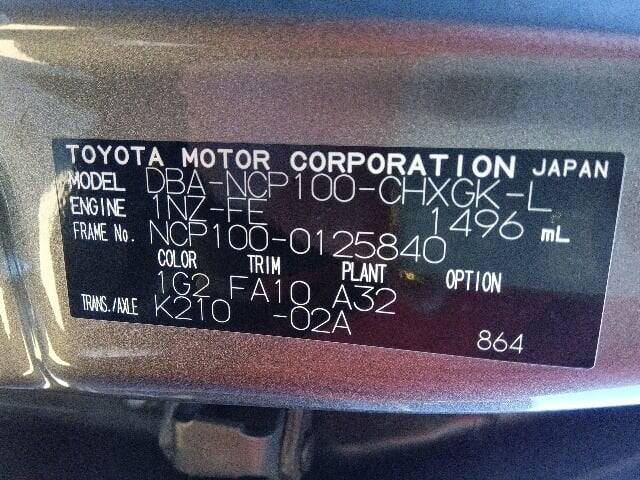 TOYOTA MOTOR CORPORATION JAPAN
MODEL DBA-NCP100-CHXGK-L
ENGINE 1NZ-FE 1496 mL
FRAME No. NCP100-0125840
COLOR TRIM PLANT OPTION
1G2 FA10 A32
TRANS./AXLE K210 -02A
864